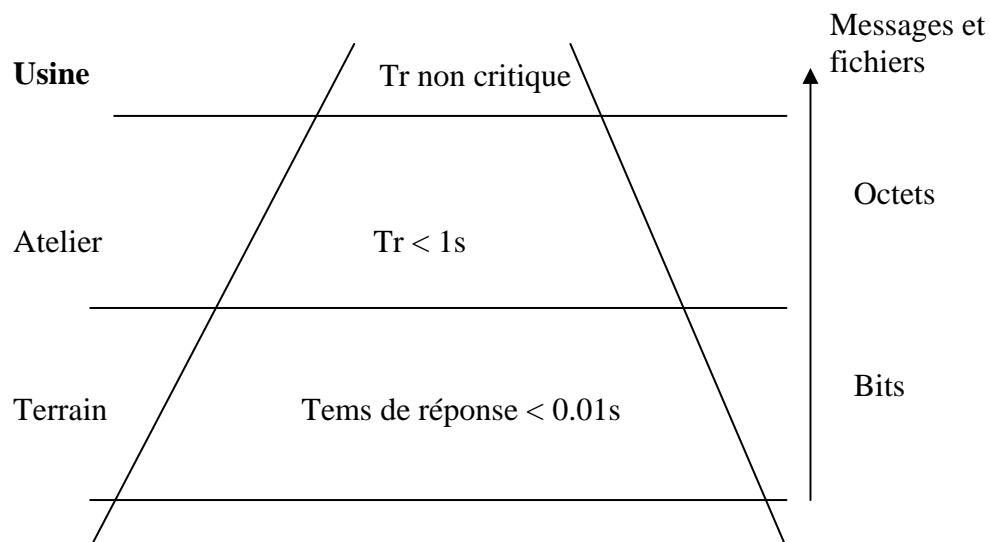 Messages et
fichiers
Usine
Tr non critique
Octets
Atelier
Tr < 1s
Bits
Terrain
Tems de réponse < 0.01s